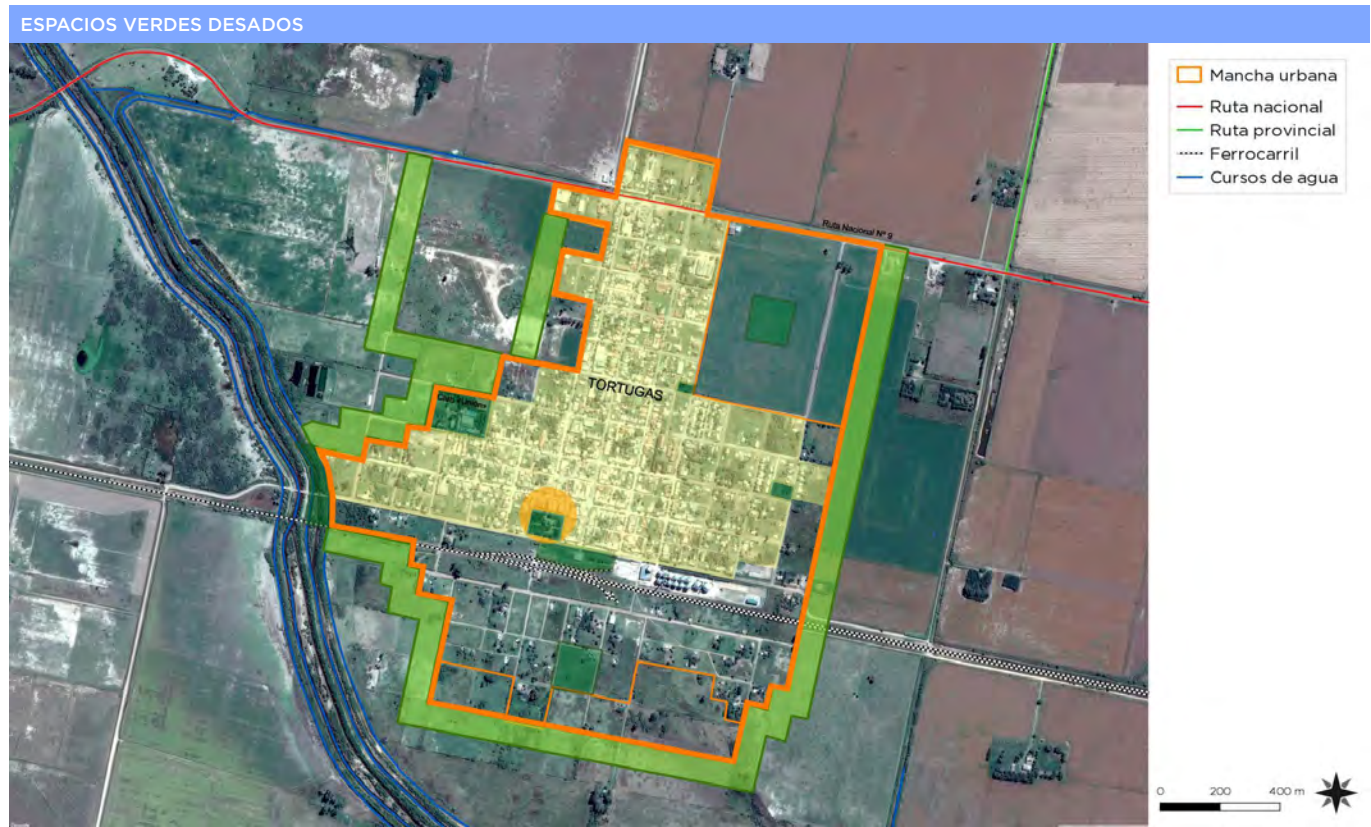 ESPACIOS VERDES DESADOS
Mancha urbana
Ruta nacional
Ruta provincial
Ferrocarril
Cursos de agua
Ruta Nacional Nº 9
TORTUGAS
0 200 400 m